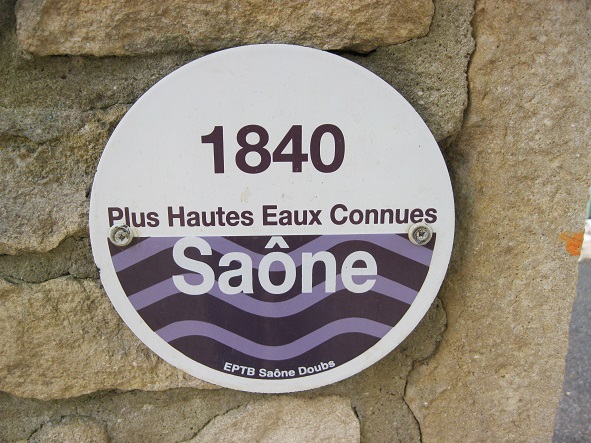 1840
Plus Hautes Eaux Connues
Saône
EPTB Saône Doubs